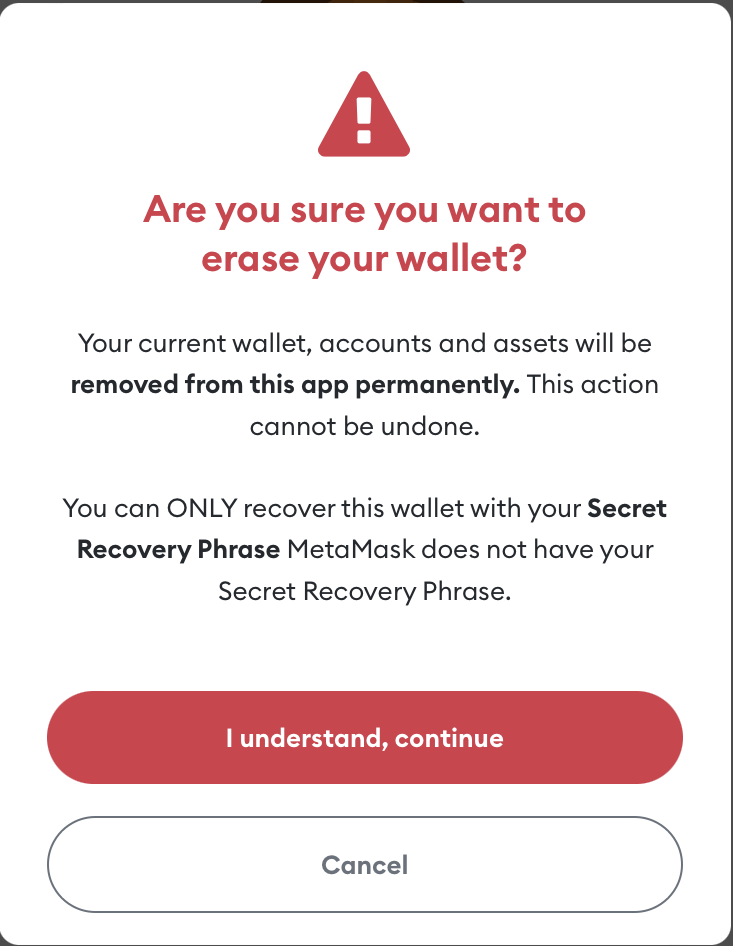 Are you sure you want to
erase your wallet?
Your current wallet, accounts and assets will be
removed from this app permanently. This action
cannot be undone.
You can ONLY recover this wallet with your Secret
Recovery Phrase MetaMask does not have your
Secret Recovery Phrase.
I understand, continue
Cancel